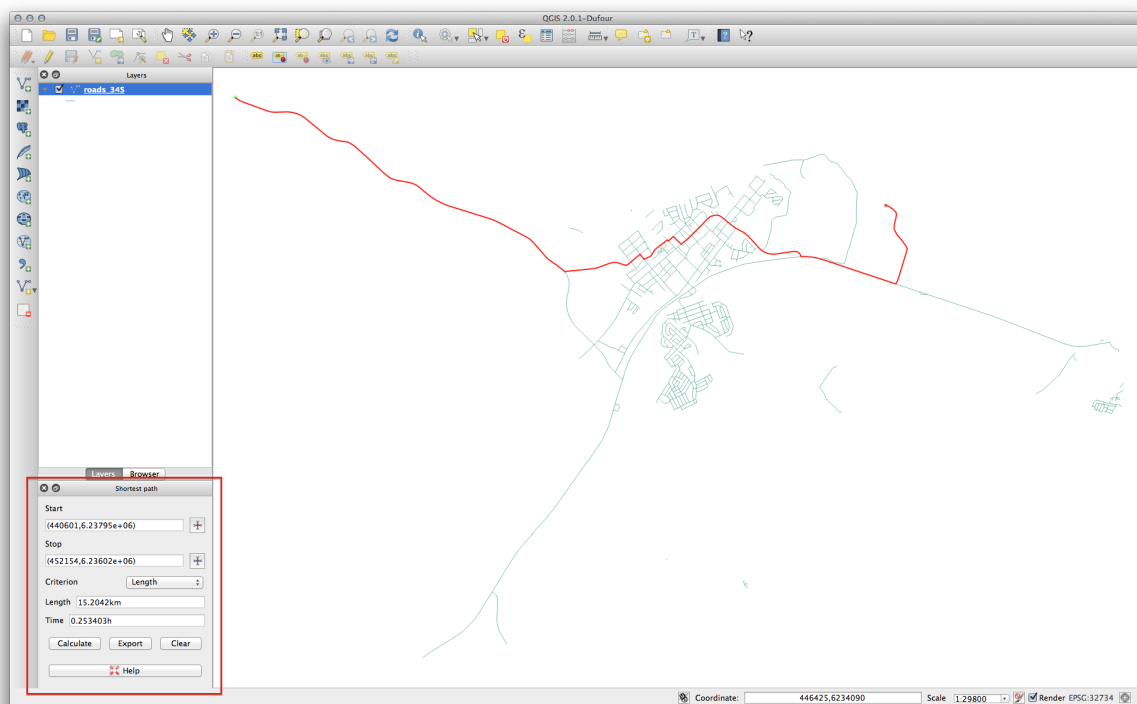 QGIS 2.0.1-Dufour
Layers
roads_34S
Layers Browser
Shortest path
Start
(440601,6.23795e+06)
Stop
(452154,6.23602e+06)
Criterion Length
Length 15.2042km
Time 0.253403h
Calculate Export Clear
Help
Coordinate: 446425,6234090 Scale 1:29800 Render EPSG:32734